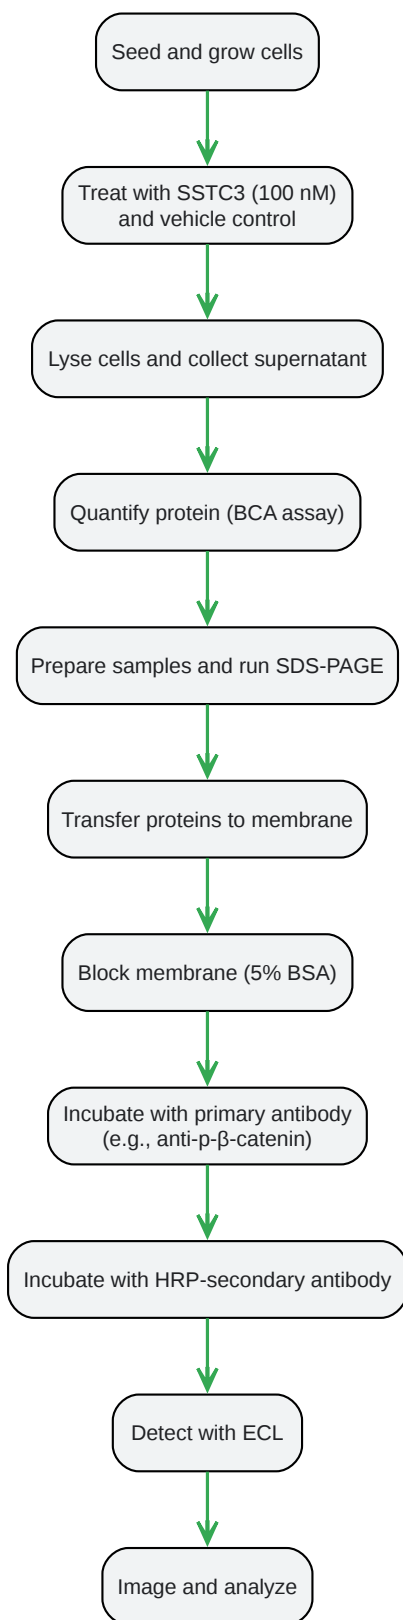 Seed and grow cells
Treat with SSTC3 (100 nM)
and vehicle control
Lyse cells and collect supernatant
Quantify protein (BCA assay)
Prepare samples and run SDS-PAGE
Transfer proteins to membrane
Block membrane (5% BSA)
Incubate with primary antibody
(e.g., anti-p-β-catenin)
Incubate with HRP-secondary antibody
Detect with ECL
Image and analyze